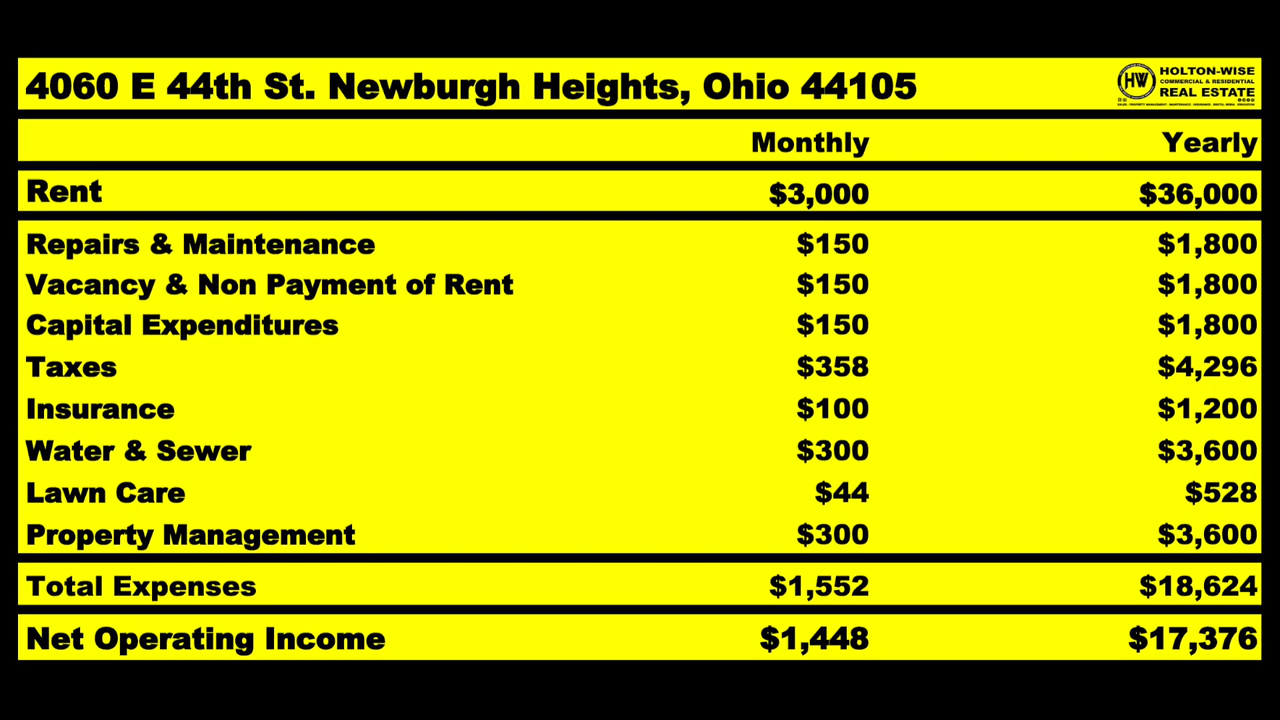 4060 E 44th St. Newburgh Heights, Ohio 44105
HW
HOLTON-WISE
COMMERCIAL & RESIDENTIAL
REAL ESTATE
Monthly Yearly
Rent $3,000 $36,000
Repairs & Maintenance $150 $1,800
Vacancy & Non Payment of Rent $150 $1,800
Capital Expenditures $150 $1,800
Taxes $358 $4,296
Insurance $100 $1,200
Water & Sewer $300 $3,600
Lawn Care $44 $528
Property Management $300 $3,600
Total Expenses $1,552 $18,624
Net Operating Income $1,448 $17,376